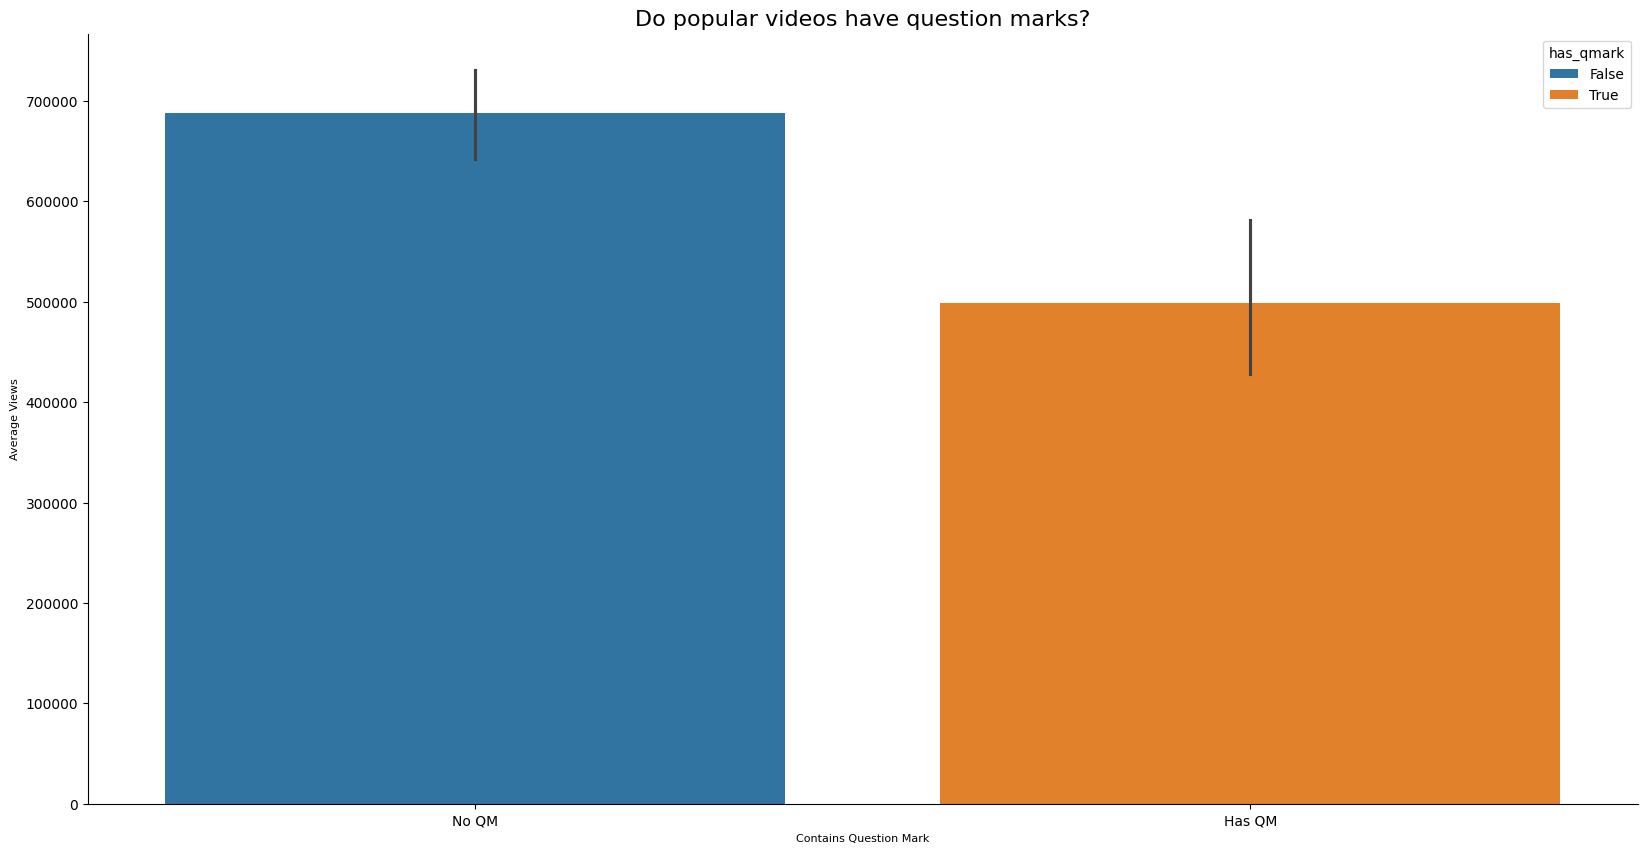 Do popular videos have question marks?
has_qmark
False
True
700000
600000
500000
400000
300000
200000
100000
0
Average Views
No QM
Has QM
Contains Question Mark